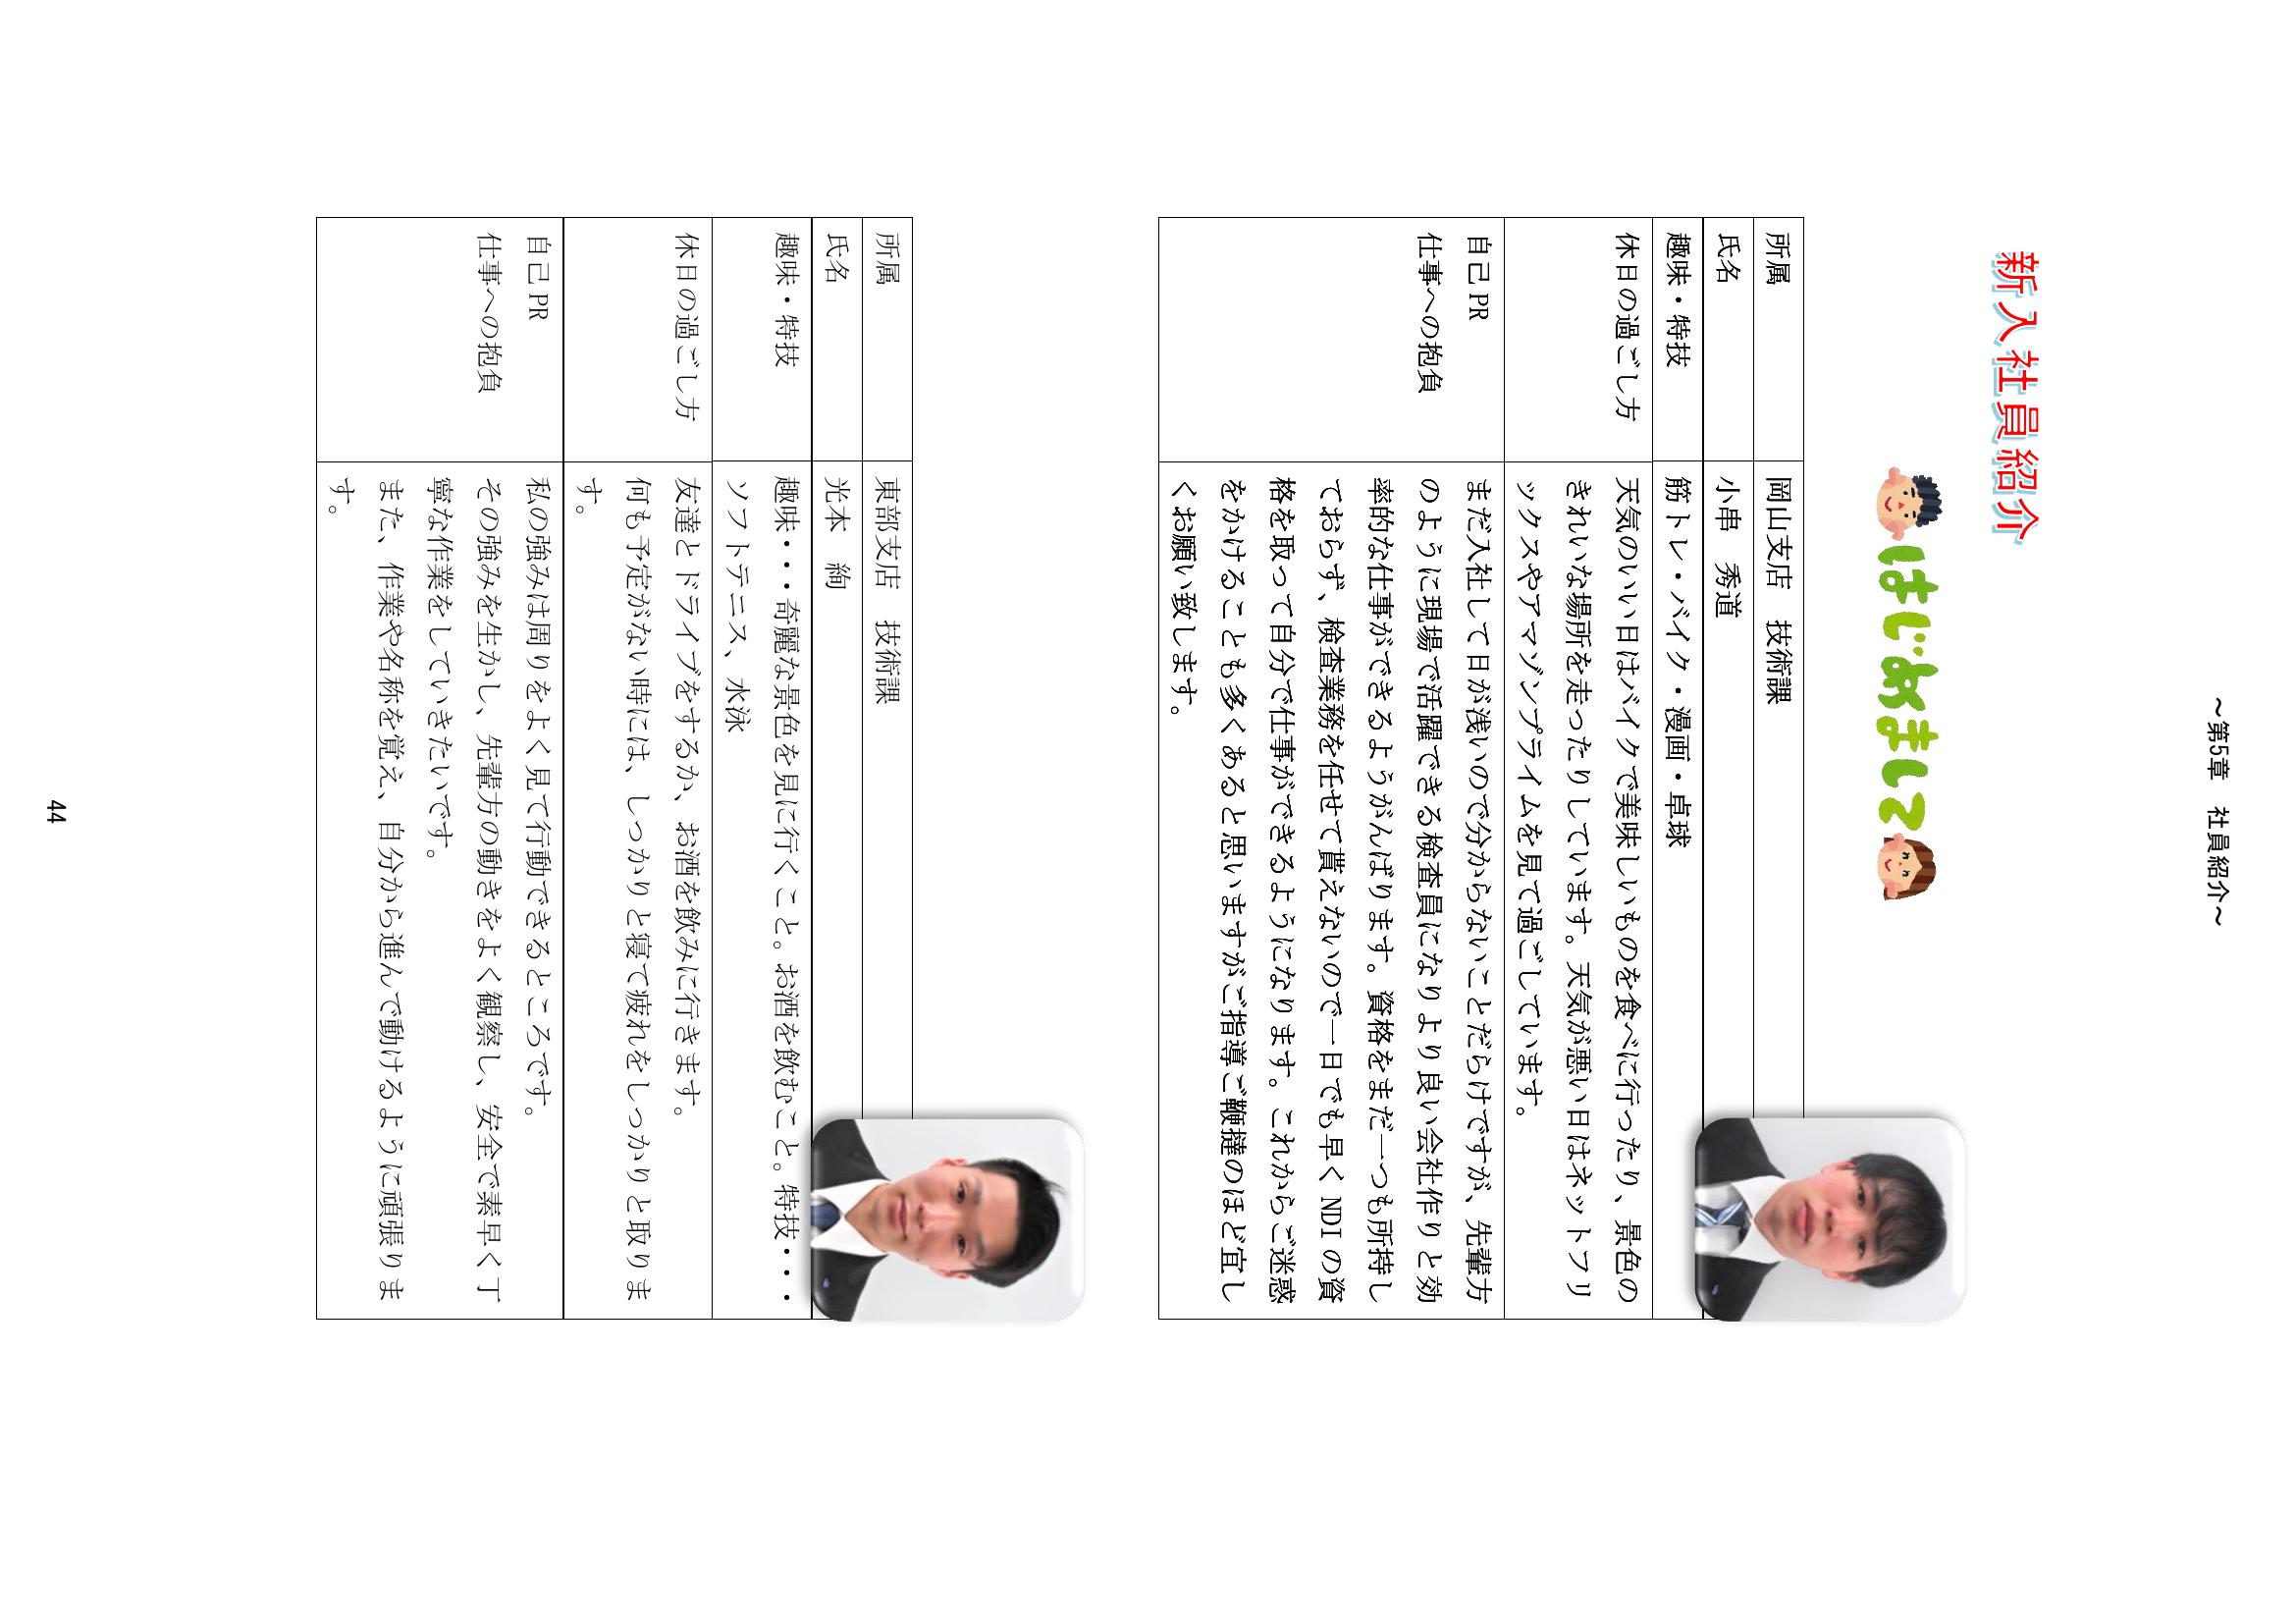 ～第5章　社員紹介～
新入社員紹介
はじめまして
所属　岡山支店　技術課
氏名　小串　秀道
趣味・特技　筋トレ・バイク・漫画・卓球
休日の過ごし方　天気のいい日はバイクで美味しいものを食べに行ったり、景色の
きれいな場所を走ったりしています。天気が悪い日はネットフリ
ックスやアマゾンプライムを見て過ごしています。
自己 PR　まだ入社して日が浅いので分からないことだらけですが、先輩方
仕事への抱負　のように現場で活躍できる検査員になりより良い会社作りと効
率的な仕事ができるようがんばります。資格をまだ一つも所持し
ておらず、検査業務を任せて貰えないので一日でも早く NDI の資
格を取って自分で仕事ができるようになります。これからご迷惑
をかけることも多くあると思いますがご指導ご鞭撻のほど宜し
くお願い致します。
所属　東部支店　技術課
氏名　光本　絢
趣味・特技　趣味・・・奇麗な景色を見に行くこと。お酒を飲むこと。特技・・・
ソフトテニス、水泳
休日の過ごし方　友達とドライブをするか、お酒を飲みに行きます。
何も予定がない時には、しっかりと寝て疲れをしっかりと取りま
す。
自己 PR　私の強みは周りをよく見て行動できるところです。
仕事への抱負　その強みを生かし、先輩方の動きをよく観察し、安全で素早く丁
寧な作業をしていきたいです。
また、作業や名称を覚え、自分から進んで動けるように頑張りま
す。
44